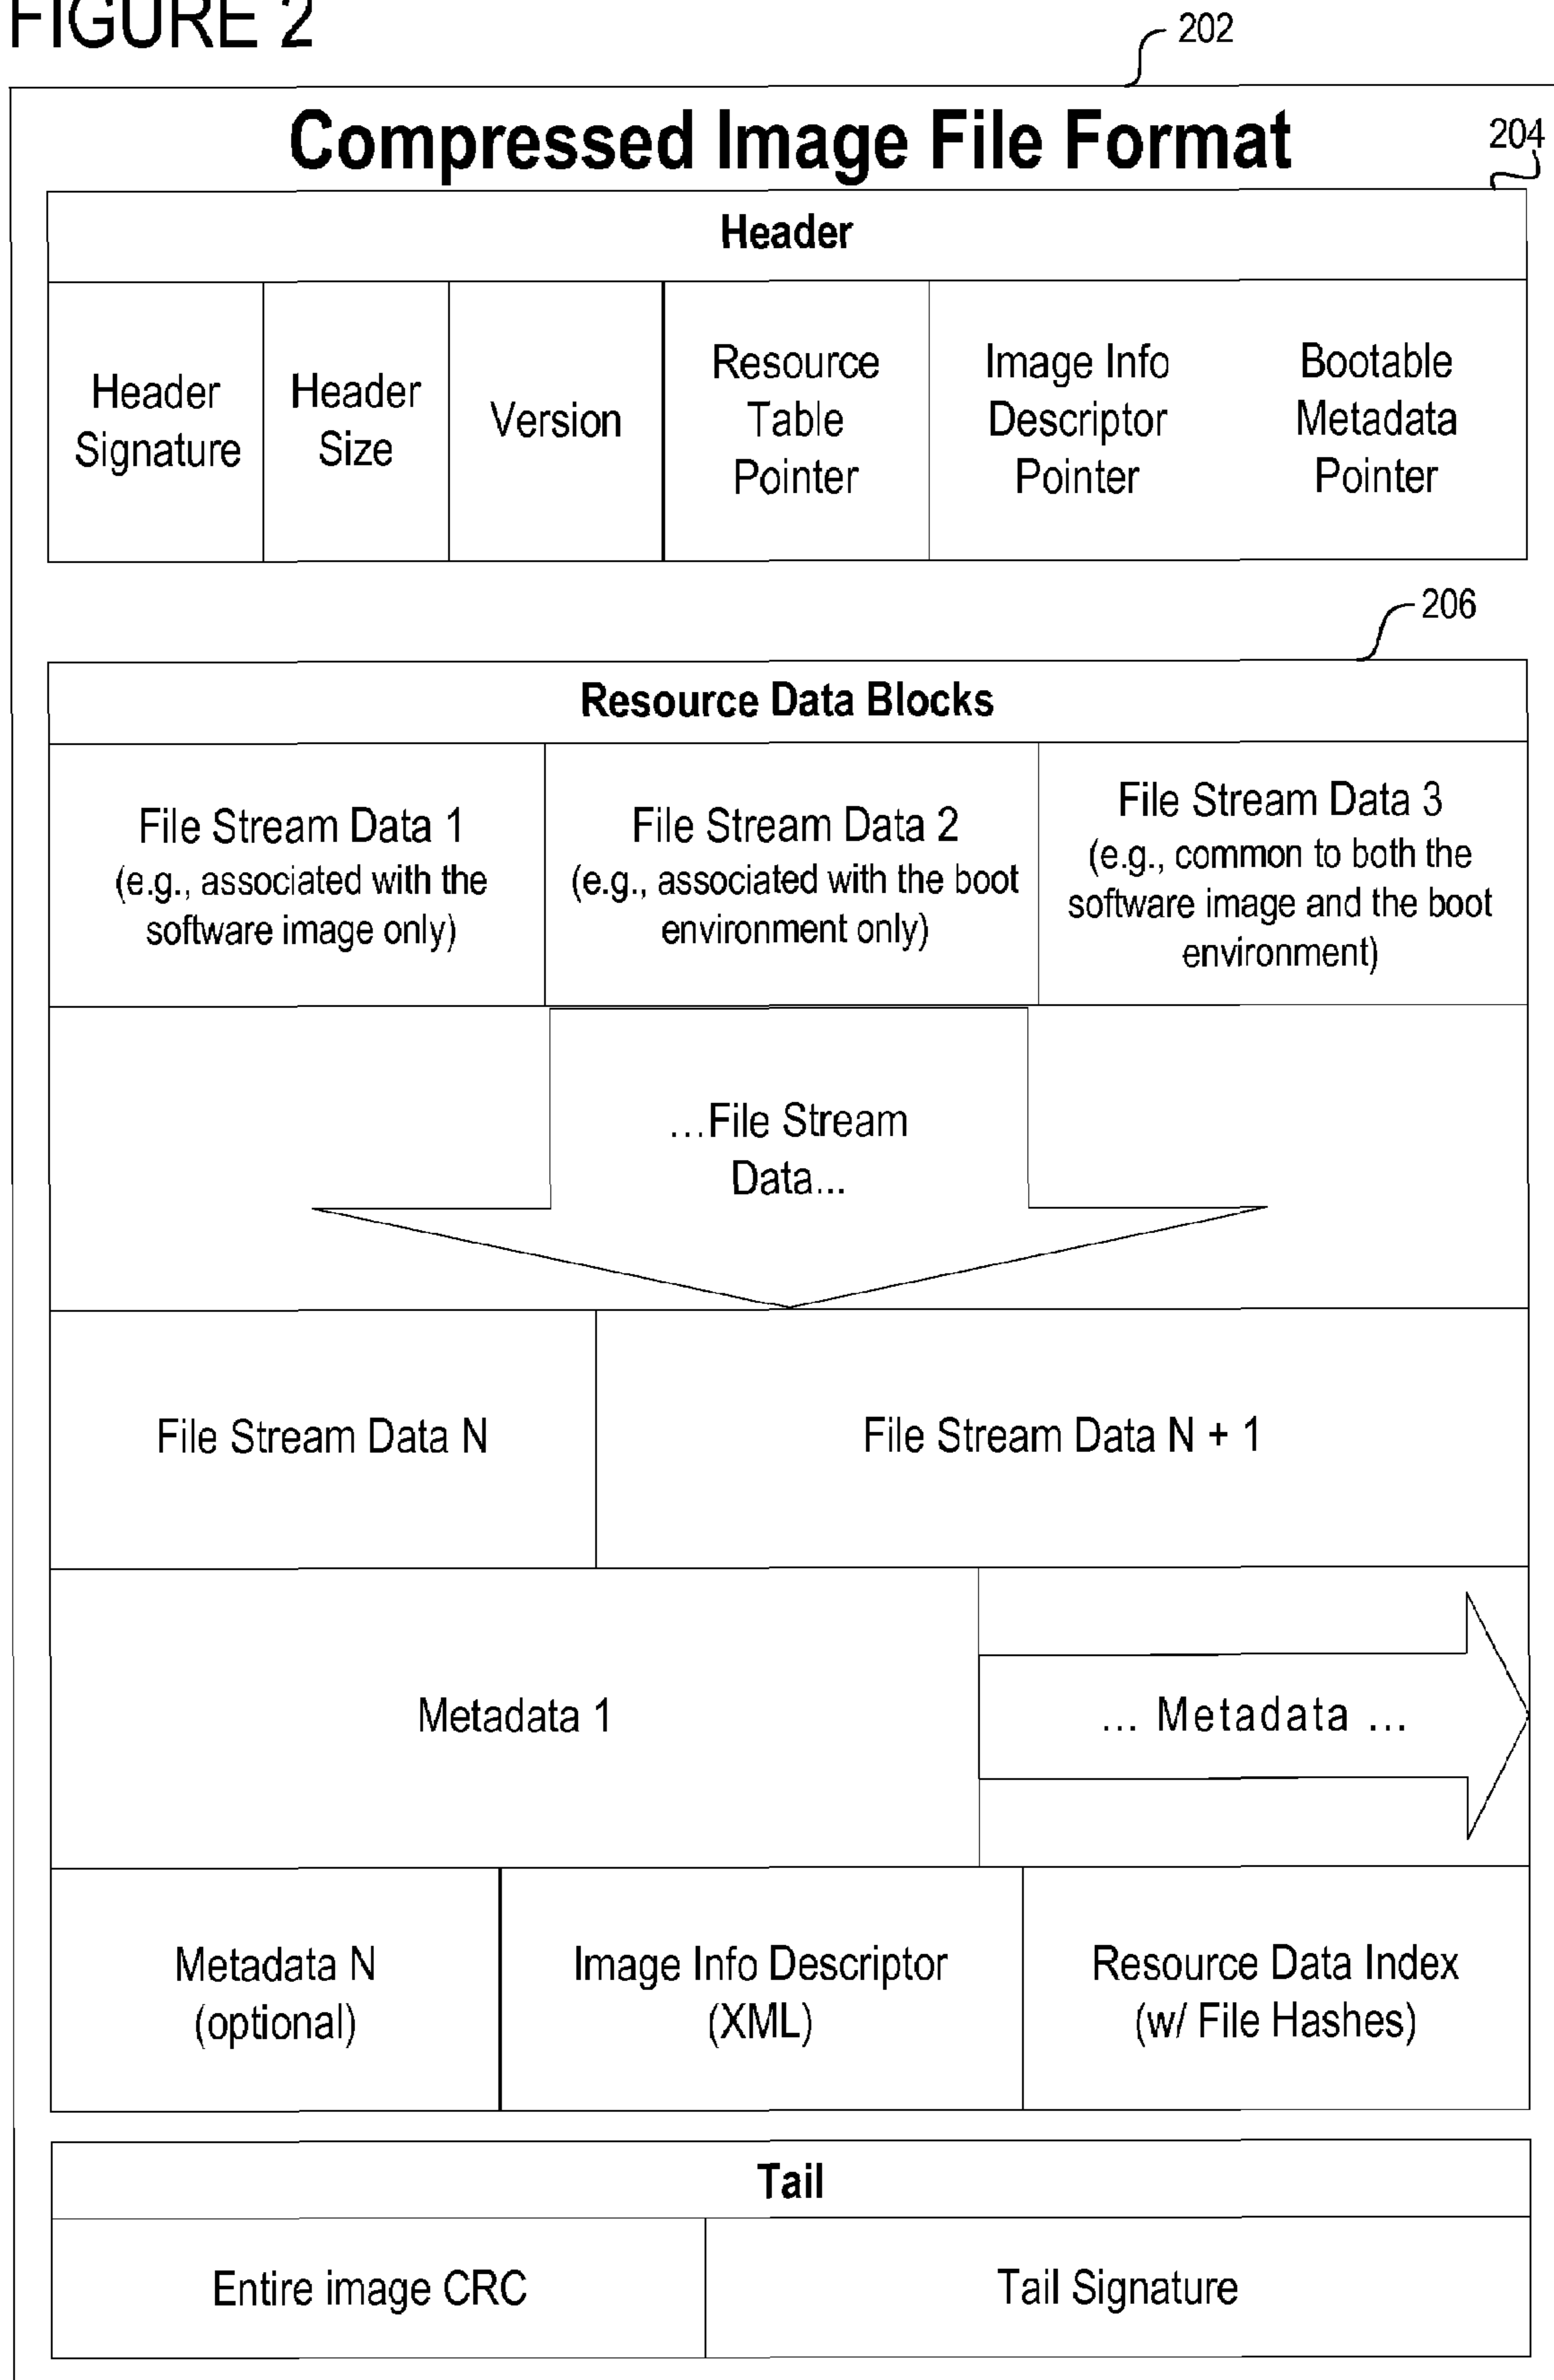 FIGURE 2
202
Compressed Image File Format
204
Header
Header
Signature
Header
Size
Version
Resource
Table
Pointer
Image Info
Descriptor
Pointer
Bootable
Metadata
Pointer
206
Resource Data Blocks
File Stream Data 1
(e.g., associated with the
software image only)
File Stream Data 2
(e.g., associated with the boot
environment only)
File Stream Data 3
(e.g., common to both the
software image and the boot
environment)
...File Stream
Data...
File Stream Data N
File Stream Data N + 1
Metadata 1
... Metadata ...
Metadata N
(optional)
Image Info Descriptor
(XML)
Resource Data Index
(w/ File Hashes)
Tail
Entire image CRC
Tail Signature